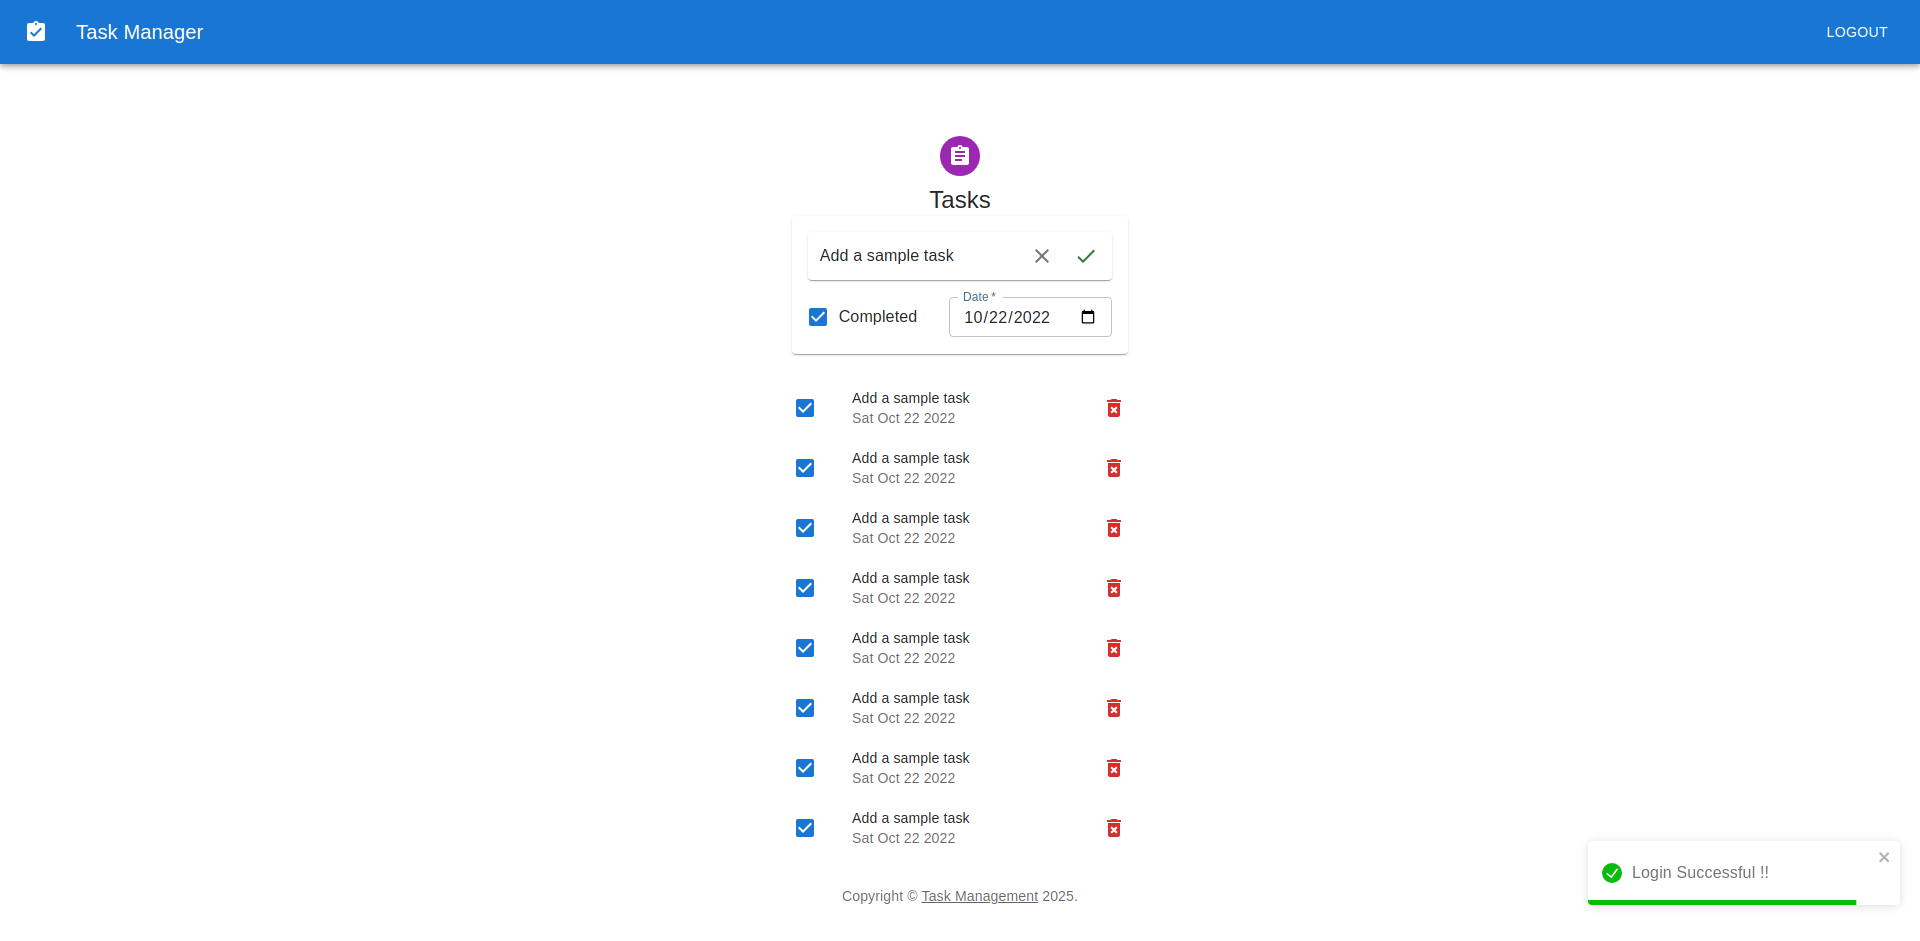 Task Manager
LOGOUT
Tasks
Add a sample task
Date *
Completed
10/22/2022
Add a sample task
Sat Oct 22 2022
Add a sample task
Sat Oct 22 2022
Add a sample task
Sat Oct 22 2022
Add a sample task
Sat Oct 22 2022
Add a sample task
Sat Oct 22 2022
Add a sample task
Sat Oct 22 2022
Add a sample task
Sat Oct 22 2022
Add a sample task
Sat Oct 22 2022
Login Successful !!
Copyright © Task Management 2025.